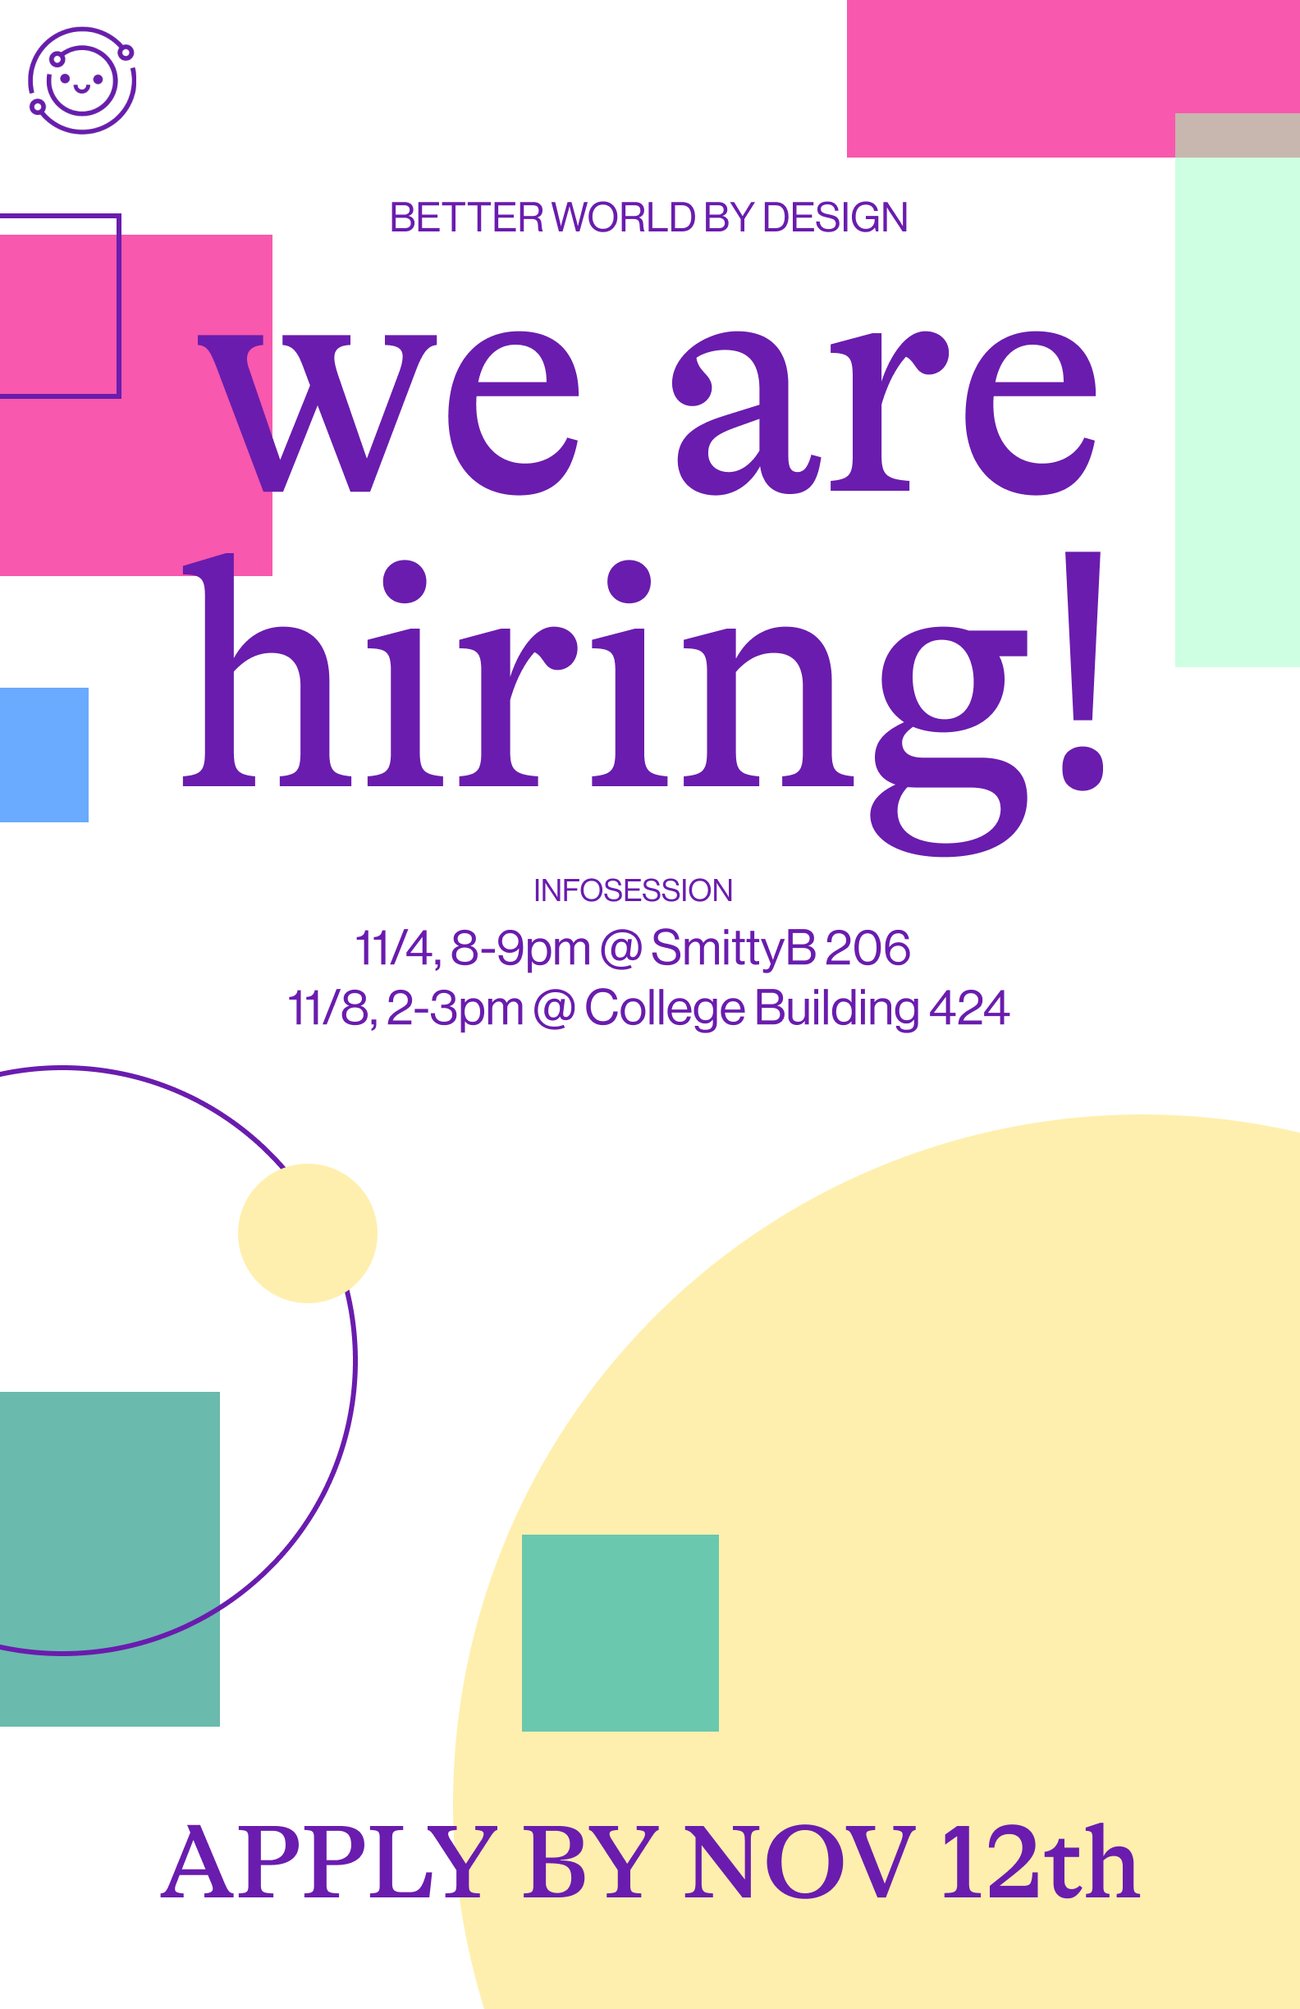 BETTER WORLD BY DESIGN
we are
hiring!
INFOSESSION
11/4, 8-9pm @ SmittyB 206
11/8, 2-3pm @ College Building 424
APPLY BY NOV 12th